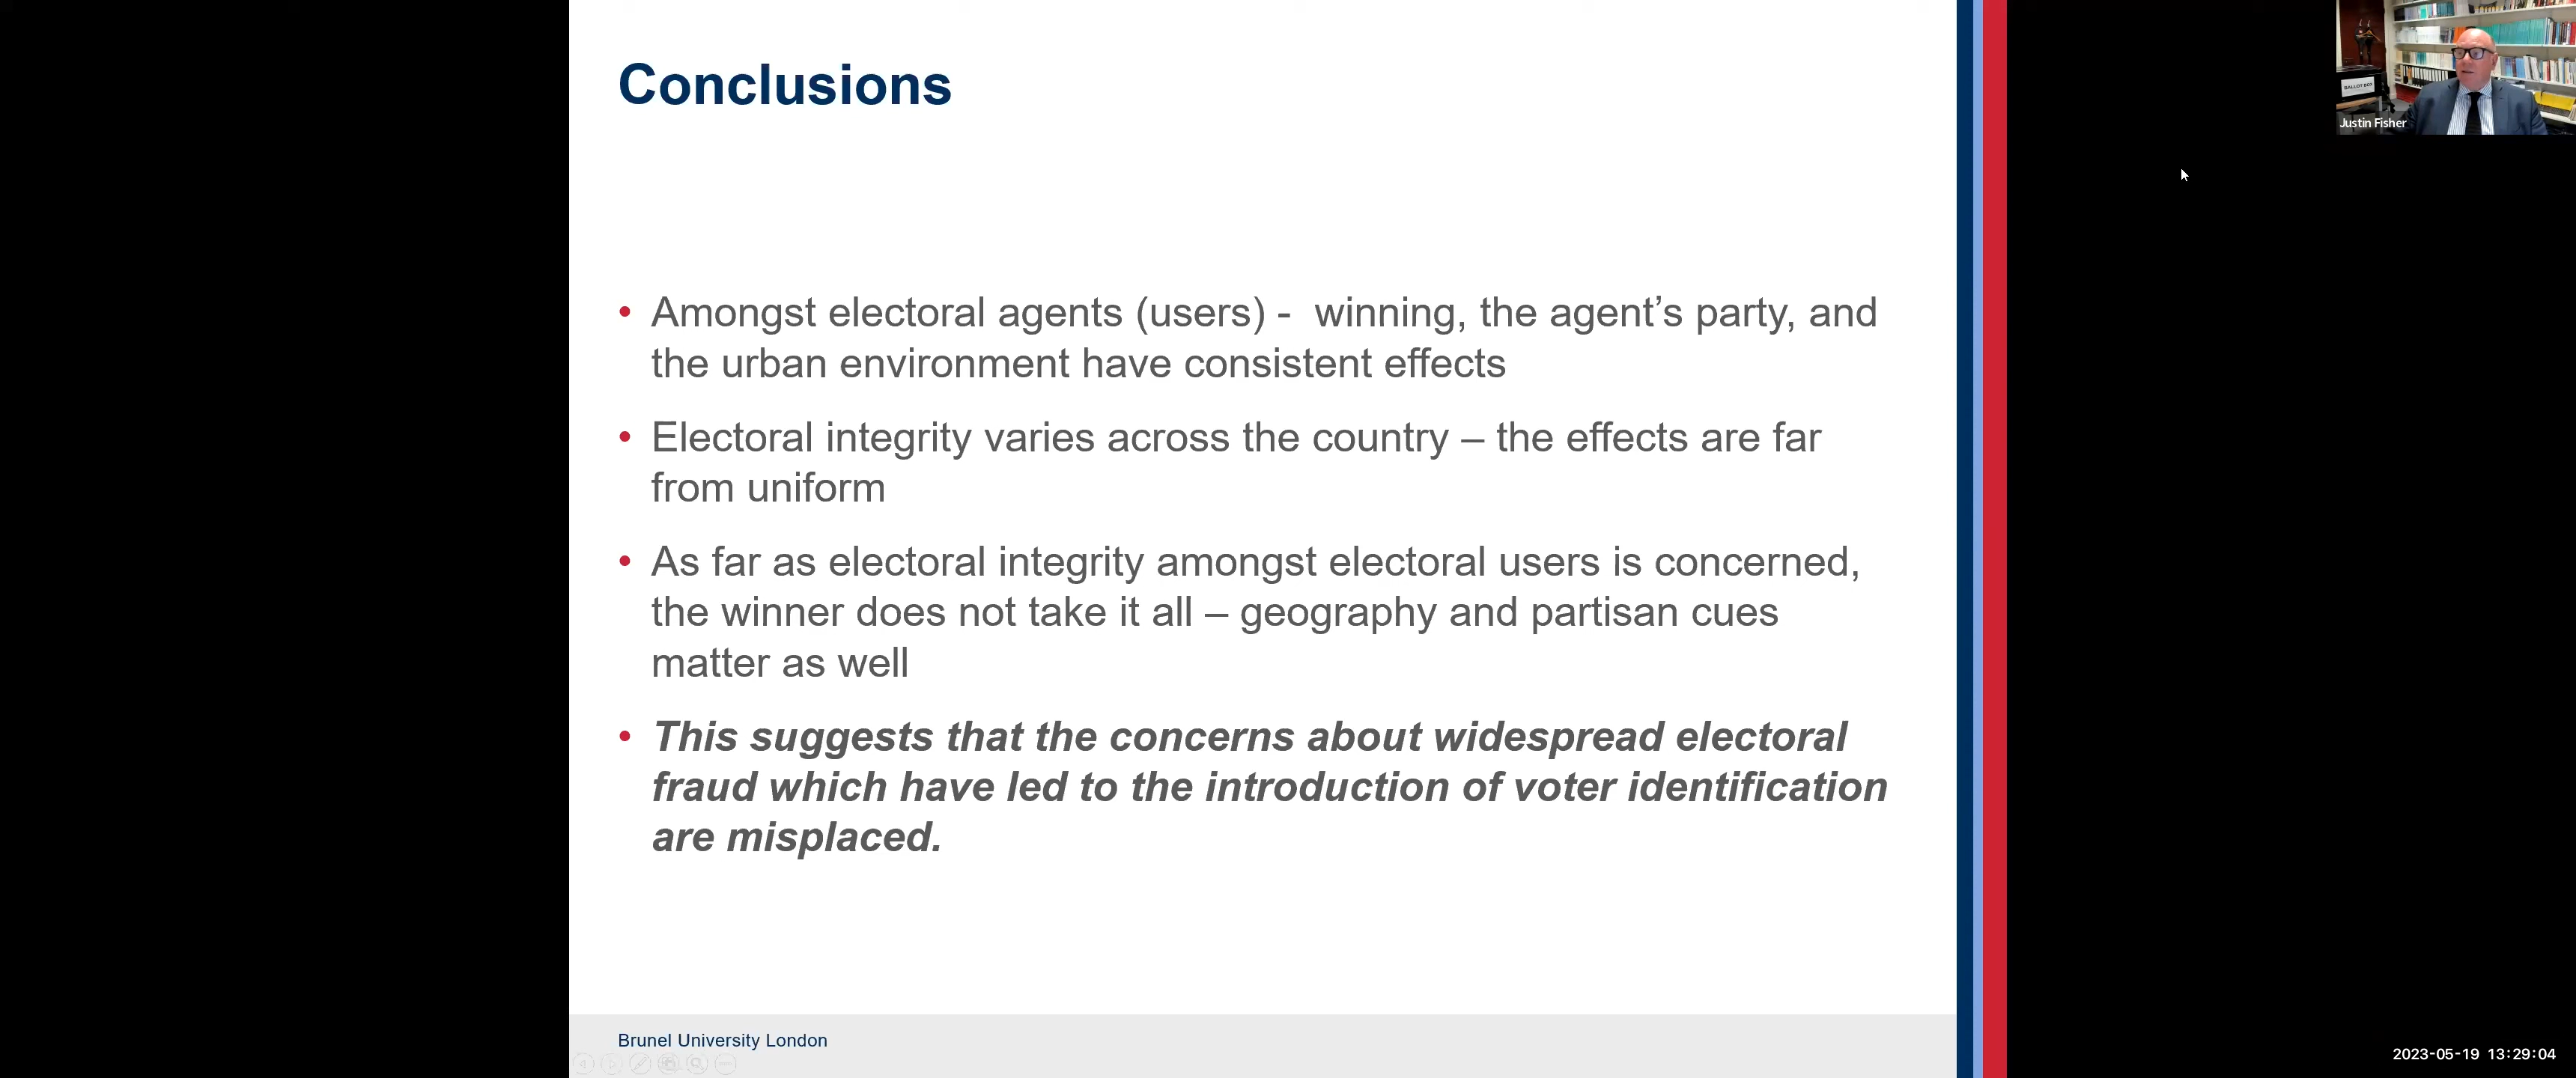 Conclusions
BALLOT BOX
Justin Fisher
• Amongst electoral agents (users) -  winning, the agent’s party, and
the urban environment have consistent effects
• Electoral integrity varies across the country – the effects are far
from uniform
• As far as electoral integrity amongst electoral users is concerned,
the winner does not take it all – geography and partisan cues
matter as well
• This suggests that the concerns about widespread electoral
fraud which have led to the introduction of voter identification
are misplaced.
Brunel University London
2023-05-19 13:29:04